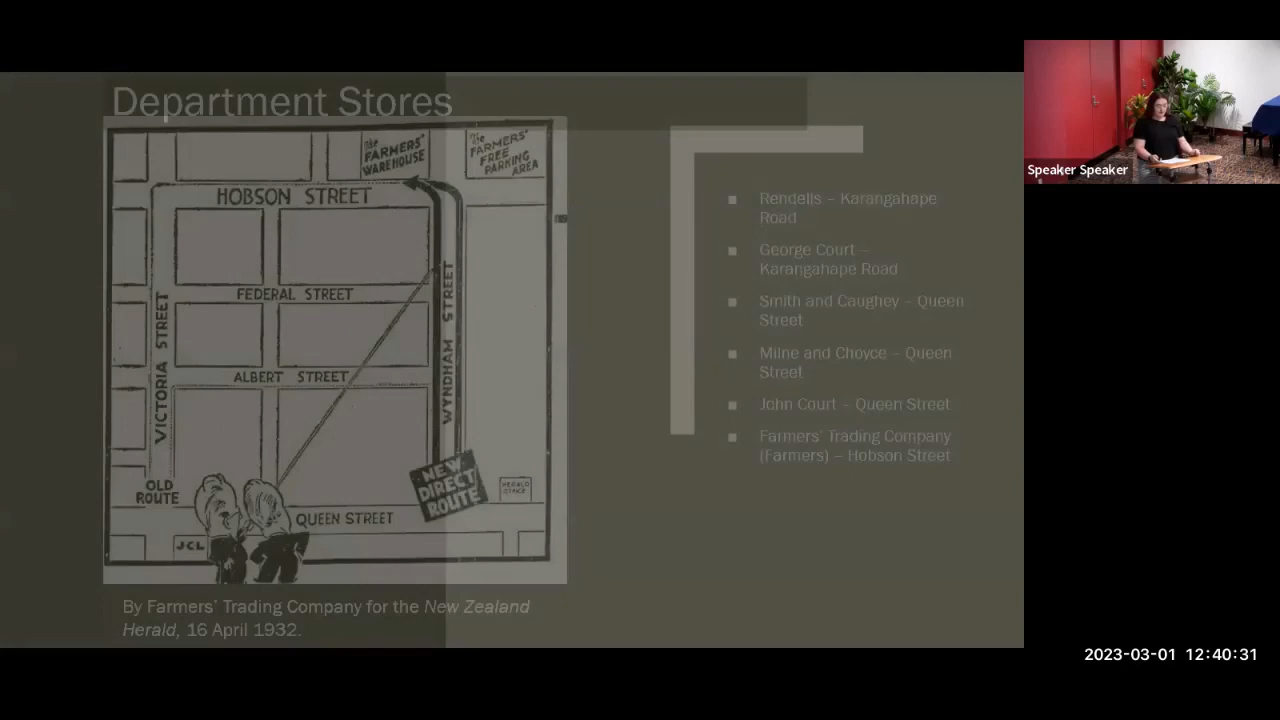 Department Stores
the
FARMERS'
WAREHOUSE
the
FARMERS'
FREE
PARKING
AREA
HOBSON STREET
FEDERAL STREET
ALBERT STREET
VICTORIA STREET
WYNDHAM STREET
OLD
ROUTE
NEW
DIRECT
ROUTE
HERALD
OFFICE
QUEEN STREET
JCL
By Farmers' Trading Company for the New Zealand
Herald, 16 April 1932.
■ Rendells – Karangahape
Road
■ George Court –
Karangahape Road
■ Smith and Caughey – Queen
Street
■ Milne and Choyce – Queen
Street
■ John Court – Queen Street
■ Farmers' Trading Company
(Farmers) – Hobson Street
Speaker Speaker
2023-03-01 12:40:31